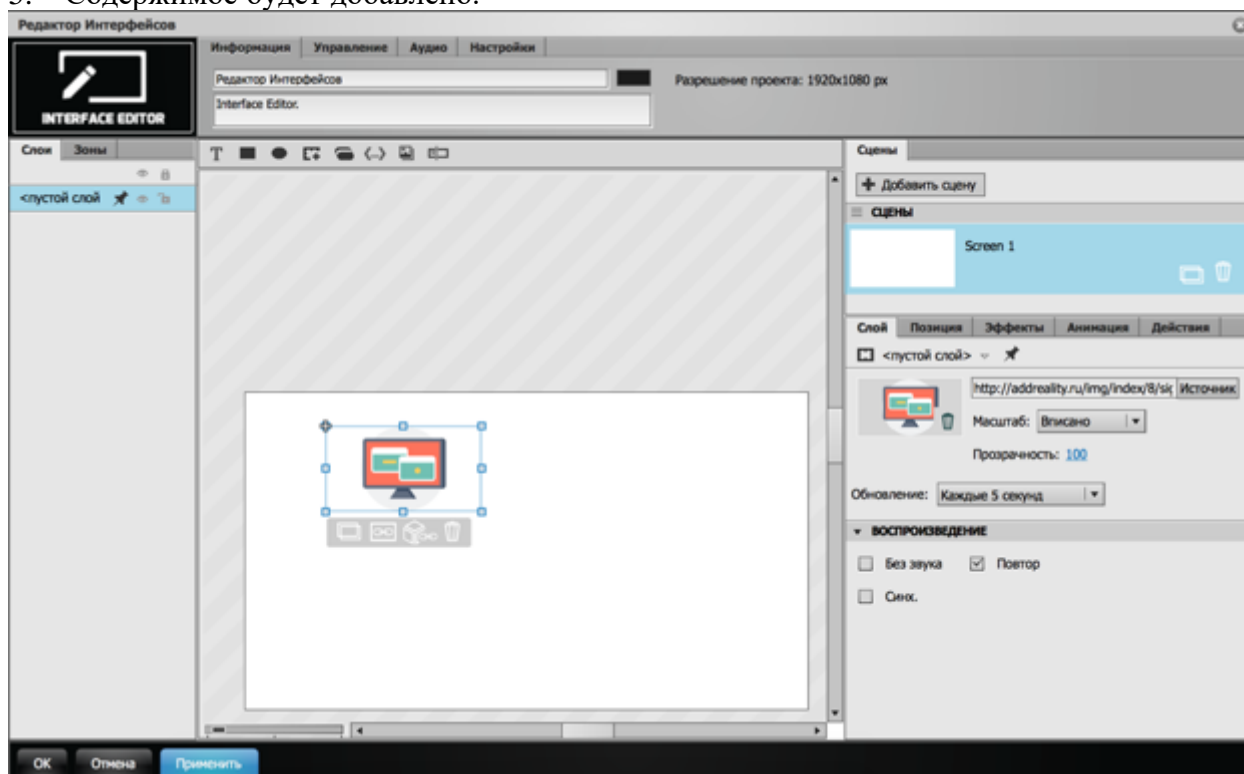 3. Содержимое будет добавлено.
Редактор Интерфейсов
INTERFACE EDITOR
Информация Управление Аудио Настройки
Редактор Интерфейсов
Разрешение проекта: 1920x1080 px
Interface Editor.
Слои Зоны
<пустой слой
T
Сцены
Добавить сцену
СЦЕНЫ
Screen 1
Слой Позиция Эффекты Анимация Действия
<пустой слой>
http://addreality.ru/img/index/8/sig Источник
Масштаб: Вписано
Прозрачность: 100
Обновление: Каждые 5 секунд
ВОСПРОИЗВЕДЕНИЕ
Без звука Повтор
Синх.
ОК Отмена Применить